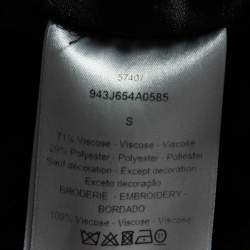 57407
943J654A0585
S
71% Viscose - Viscose - Viscose
29% Polyester - Polyester - Poliéster
Sauf décoration - Except decoration
Exceto decoração
BRODERIE - EMBROIDERY -
BORDADO
100% Viscose - Viscose - Viscose